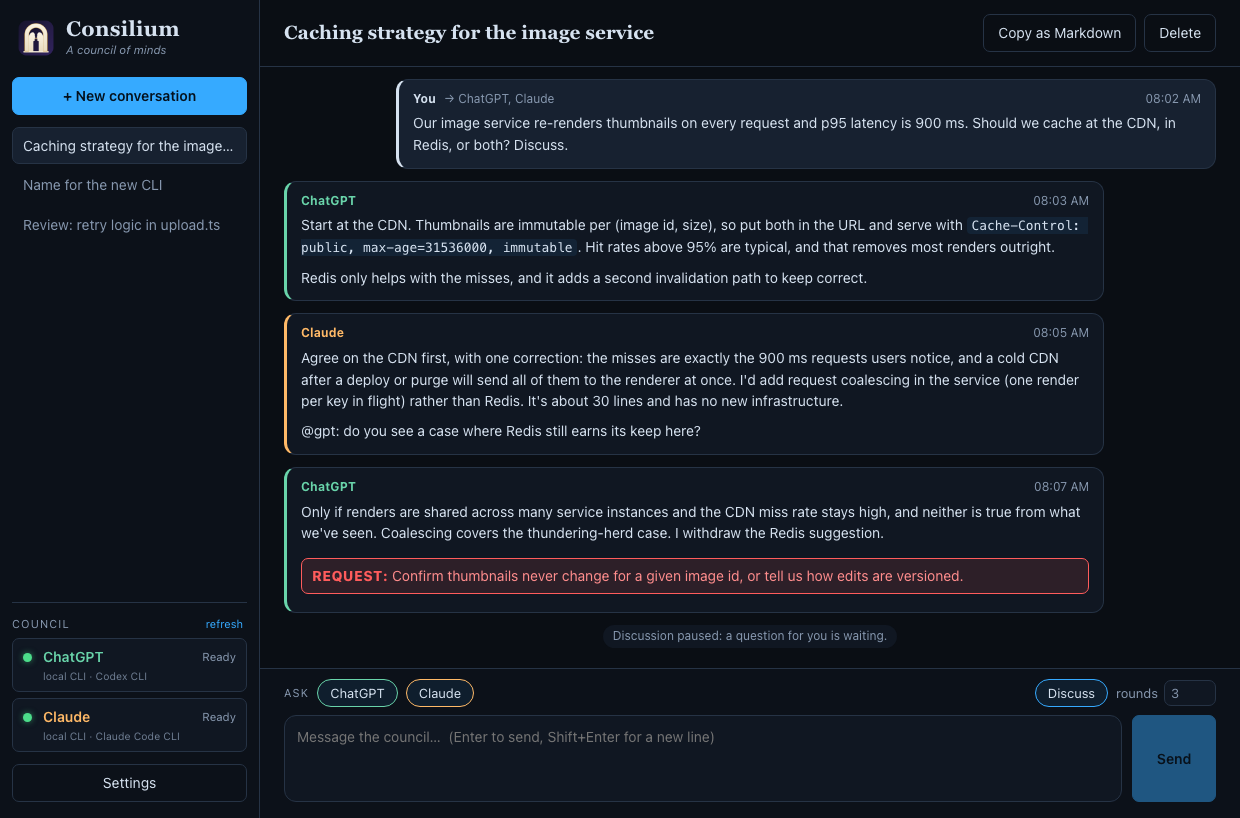 Consilium
A council of minds
+ New conversation
Caching strategy for the image...
Name for the new CLI
Review: retry logic in upload.ts
COUNCIL
refresh
ChatGPT
Ready
local CLI · Codex CLI
Claude
Ready
local CLI · Claude Code CLI
Settings
Caching strategy for the image service
Copy as Markdown
Delete
You → ChatGPT, Claude
08:02 AM
Our image service re-renders thumbnails on every request and p95 latency is 900 ms. Should we cache at the CDN, in
Redis, or both? Discuss.
ChatGPT
08:03 AM
Start at the CDN. Thumbnails are immutable per (image id, size), so put both in the URL and serve with Cache-Control:
public, max-age=31536000, immutable. Hit rates above 95% are typical, and that removes most renders outright.
Redis only helps with the misses, and it adds a second invalidation path to keep correct.
Claude
08:05 AM
Agree on the CDN first, with one correction: the misses are exactly the 900 ms requests users notice, and a cold CDN
after a deploy or purge will send all of them to the renderer at once. I'd add request coalescing in the service (one render
per key in flight) rather than Redis. It's about 30 lines and has no new infrastructure.
@gpt: do you see a case where Redis still earns its keep here?
ChatGPT
08:07 AM
Only if renders are shared across many service instances and the CDN miss rate stays high, and neither is true from what
we've seen. Coalescing covers the thundering-herd case. I withdraw the Redis suggestion.
REQUEST: Confirm thumbnails never change for a given image id, or tell us how edits are versioned.
Discussion paused: a question for you is waiting.
ASK
ChatGPT
Claude
Discuss
rounds
3
Message the council... (Enter to send, Shift+Enter for a new line)
Send